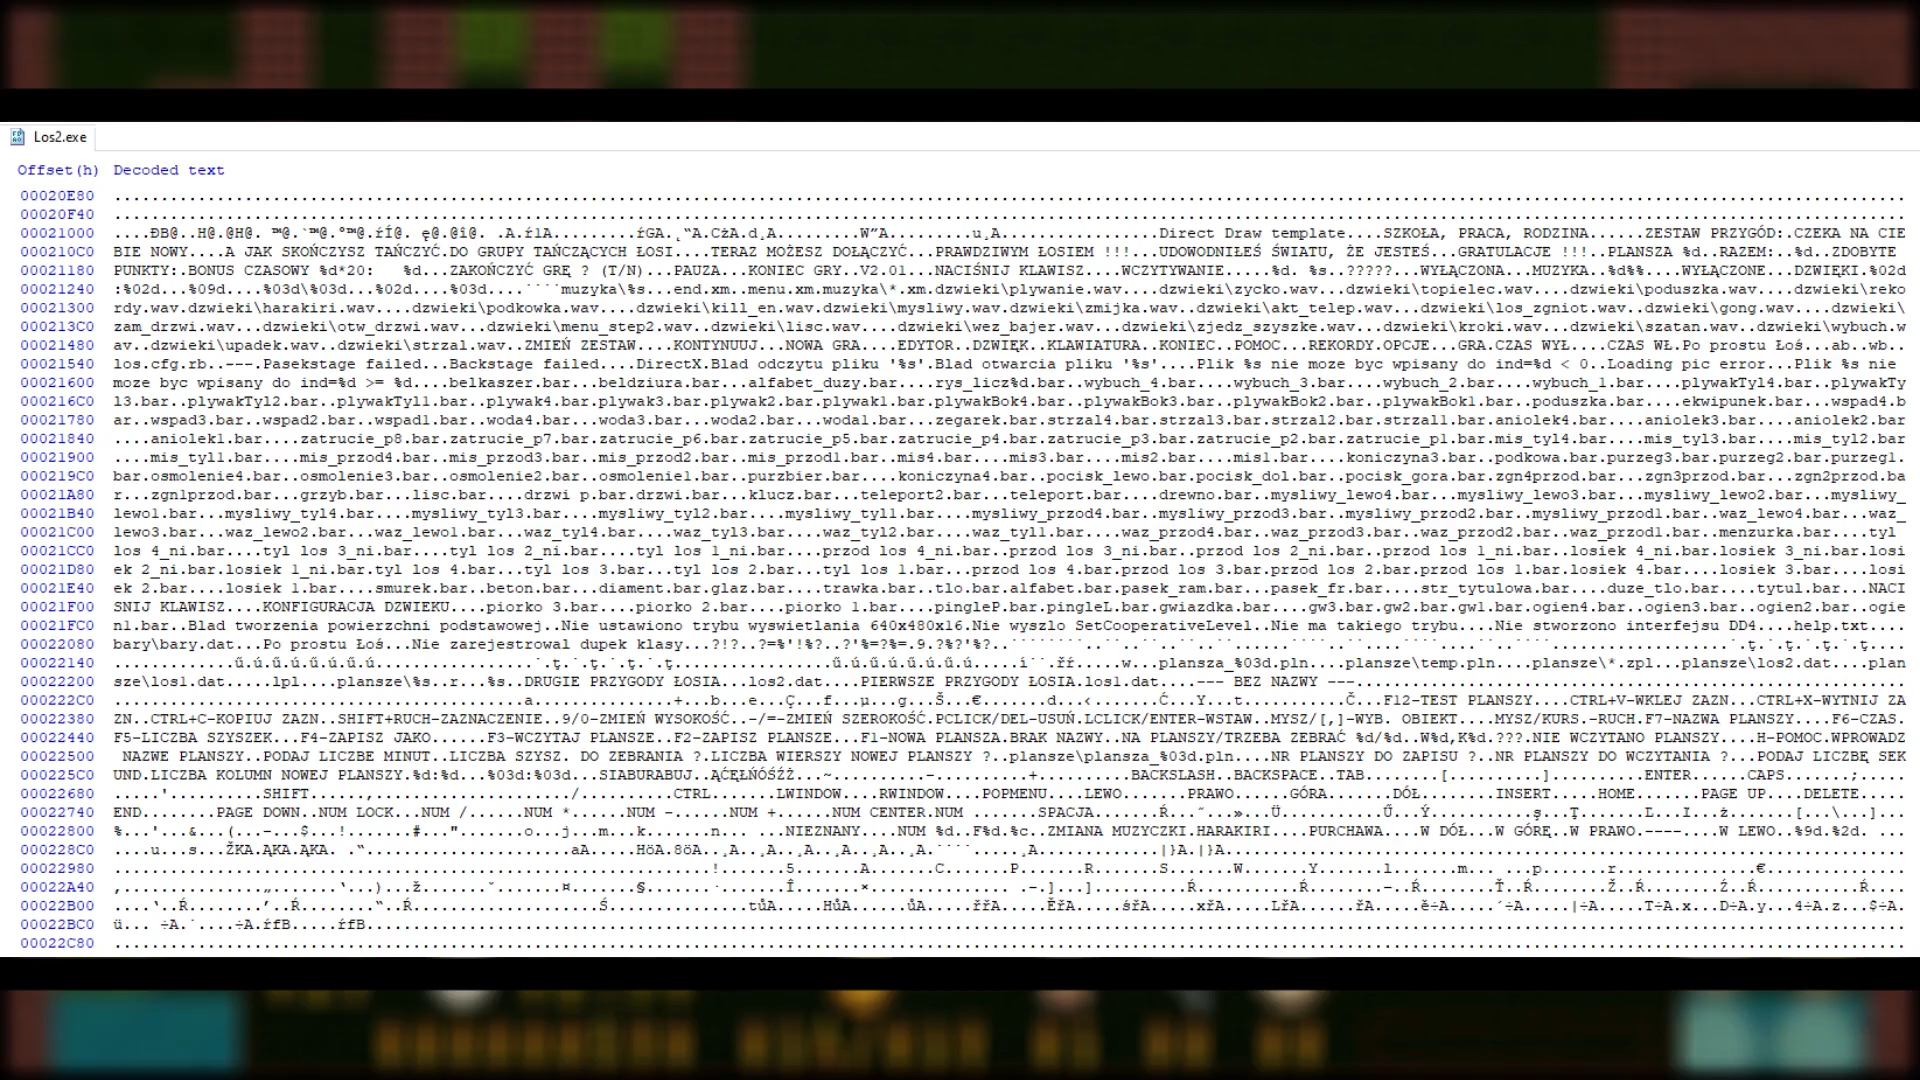 Los2.exe
Offset(h) Decoded text
00020E80
00020F40
00021000 Direct Draw template....SZKOŁA, PRACA, RODZINA......ZESTAW PRZYGÓD:.CZEKA NA CIE
000210C0 BIE NOWY....A JAK SKOŃCZYSZ TAŃCZYĆ.DO GRUPY TAŃCZĄCYCH ŁOSI....TERAZ MOŻESZ DOŁĄCZYĆ...PRAWDZIWYM ŁOSIEM !!!...UDOWODNIŁEŚ ŚWIATU, ŻE JESTEŚ...GRATULACJE !!!..PLANSZA %d..RAZEM:..%d..ZDOBYTE
00021180 PUNKTY:.BONUS CZASOWY %d*20:   %d...ZAKOŃCZYĆ GRĘ ? (T/N)...PAUZA...KONIEC GRY..V2.01...NACIŚNIJ KLAWISZ....WCZYTYWANIE.....%d. %s..?????...WYŁĄCZONA...MUZYKA..%d%%....WYŁĄCZONE...DZWIĘKI.%02d
00021240 :%02d...%09d....%03d\%03d...%02d....%03d....muzyka\%s...end.xm..menu.xm.muzyka\*.xm.dzwieki\plywanie.wav....dzwieki\zycko.wav...dzwieki\topielec.wav....dzwieki\poduszka.wav....dzwieki\reko
00021300 rdy.wav.dzwieki\harakiri.wav....dzwieki\podkowka.wav....dzwieki\kill_en.wav.dzwieki\mysliwy.wav.dzwieki\zmijka.wav..dzwieki\akt_telep.wav...dzwieki\los_zgniot.wav..dzwieki\gong.wav....dzwieki\
000213C0 zam_drzwi.wav...dzwieki\otw_drzwi.wav...dzwieki\menu_step2.wav..dzwieki\lisc.wav....dzwieki\wez_bajer.wav...dzwieki\zjedz_szyszke.wav...dzwieki\kroki.wav...dzwieki\szatan.wav..dzwieki\wybuch.w
00021480 av..dzwieki\upadek.wav..dzwieki\strzal.wav..ZMIEŃ ZESTAW....KONTYNUUJ...NOWA GRA....EDYTOR..DZWIĘK..KLAWIATURA..KONIEC..POMOC...REKORDY.OPCJE...GRA.CZAS WYŁ....CZAS WŁ.Po prostu Łoś...ab..wb..
00021540 los.cfg.rb..----.Pasekstage failed...Backstage failed....DirectX.Blad odczytu pliku '%s'.Blad otwarcia pliku '%s'....Plik %s nie moze byc wpisany do ind=%d < 0..Loading pic error...Plik %s nie
00021600 moze byc wpisany do ind=%d >= %d....belkaszer.bar...beldziura.bar...alfabet_duzy.bar....rys_licz%d.bar..wybuch_4.bar....wybuch_3.bar....wybuch_2.bar....wybuch_1.bar....plywakTyl4.bar..plywakTy
000216C0 l3.bar..plywakTyl2.bar..plywakTyl1.bar..plywak4.bar.plywak3.bar.plywak2.bar.plywak1.bar.plywakBok4.bar..plywakBok3.bar..plywakBok2.bar..plywakBok1.bar..poduszka.bar....ekwipunek.bar...wspad4.b
00021780 ar..wspad3.bar..wspad2.bar..wspad1.bar..woda4.bar...woda3.bar...woda2.bar...woda1.bar...zegarek.bar.strzal4.bar.strzal3.bar.strzal2.bar.strzal1.bar.aniolek4.bar....aniolek3.bar....aniolek2.bar
00021840 ....aniolek1.bar....zatrucie_p8.bar.zatrucie_p7.bar.zatrucie_p6.bar.zatrucie_p5.bar.zatrucie_p4.bar.zatrucie_p3.bar.zatrucie_p2.bar.zatrucie_p1.bar.mis_tyl4.bar....mis_tyl3.bar....mis_tyl2.bar
00021900 ....mis_tyl1.bar....mis_przod4.bar..mis_przod3.bar..mis_przod2.bar..mis_przod1.bar..mis4.bar....mis3.bar....mis2.bar....mis1.bar....koniczyna3.bar..podkowa.bar.purzeg3.bar.purzeg2.bar.purzeg1.
000219C0 bar.osmolenie4.bar..osmolenie3.bar..osmolenie2.bar..osmolenie1.bar..purzbier.bar....koniczyna4.bar..pocisk_lewo.bar.pocisk_dol.bar..pocisk_gora.bar.zgn4przod.bar...zgn3przod.bar...zgn2przod.ba
00021A80 r...zgn1przod.bar...grzyb.bar...lisc.bar....drzwi p.bar.drzwi.bar...klucz.bar...teleport2.bar...teleport.bar....drewno.bar..mysliwy_lewo4.bar...mysliwy_lewo3.bar...mysliwy_lewo2.bar...mysliwy_
00021B40 lewo1.bar...mysliwy_tyl4.bar....mysliwy_tyl3.bar....mysliwy_tyl2.bar....mysliwy_tyl1.bar....mysliwy_przod4.bar..mysliwy_przod3.bar..mysliwy_przod2.bar..mysliwy_przod1.bar..waz_lewo4.bar...waz_
00021C00 lewo3.bar...waz_lewo2.bar...waz_lewo1.bar...waz_tyl4.bar....waz_tyl3.bar....waz_tyl2.bar....waz_tyl1.bar....waz_przod4.bar..waz_przod3.bar..waz_przod2.bar..waz_przod1.bar..menzurka.bar....tyl
00021CC0 los 4_ni.bar....tyl los 3_ni.bar....tyl los 2_ni.bar....tyl los 1_ni.bar....przod los 4_ni.bar..przod los 3_ni.bar..przod los 2_ni.bar..przod los 1_ni.bar..losiek 4_ni.bar.losiek 3_ni.bar.losi
00021D80 ek 2_ni.bar.losiek 1_ni.bar.tyl los 4.bar...tyl los 3.bar...tyl los 2.bar...tyl los 1.bar...przod los 4.bar.przod los 3.bar.przod los 2.bar.przod los 1.bar.losiek 4.bar....losiek 3.bar....losi
00021E40 ek 2.bar....losiek 1.bar....smurek.bar..beton.bar...diament.bar.glaz.bar....trawka.bar..tlo.bar.alfabet.bar.pasek_ram.bar...pasek_fr.bar....str_tytulowa.bar....duze_tlo.bar....tytul.bar...NACI
00021F00 SNIJ KLAWISZ....KONFIGURACJA DZWIEKU....piorko 3.bar....piorko 2.bar....piorko 1.bar....pingleP.bar.pingleL.bar.gwiazdka.bar....gw3.bar.gw2.bar.gw1.bar.ogien4.bar..ogien3.bar..ogien2.bar..ogie
00021FC0 n1.bar..Blad tworzenia powierzchni podstawowej..Nie ustawiono trybu wyswietlania 640x480x16.Nie wyszlo SetCooperativeLevel..Nie ma takiego trybu....Nie stworzono interfejsu DD4....help.txt....
00022080 bary\bary.dat...Po prostu Łoś...Nie zarejestrowal dupek klasy...?!?..?=%'!%?..?'%=?%=.9.?%?'%?..
00022140 w...plansza_%03d.pln....plansze\temp.pln....plansze\*.zpl...plansze\los2.dat....plan
00022200 sze\los1.dat....lpl....plansze\%s..r...%s..DRUGIE PRZYGODY ŁOSIA...los2.dat....PIERWSZE PRZYGODY ŁOSIA.los1.dat....--- BEZ NAZWY ---
000222C0 F12-TEST PLANSZY....CTRL+V-WKLEJ ZAZN...CTRL+X-WYTNIJ ZA
00022380 ZN..CTRL+C-KOPIUJ ZAZN..SHIFT+RUCH-ZAZNACZENIE..9/0-ZMIEŃ WYSOKOŚĆ..-/=-ZMIEŃ SZEROKOŚĆ.PCLICK/DEL-USUŃ.LCLICK/ENTER-WSTAW..MYSZ/[,]-WYB. OBIEKT....MYSZ/KURS.-RUCH.F7-NAZWA PLANSZY....F6-CZAS.
00022440 F5-LICZBA SZYSZEK...F4-ZAPISZ JAKO......F3-WCZYTAJ PLANSZE..F2-ZAPISZ PLANSZE...F1-NOWA PLANSZA.BRAK NAZWY..NA PLANSZY/TRZEBA ZEBRAĆ %d/%d..W%d,K%d.???.NIE WCZYTANO PLANSZY....H-POMOC.WPROWADZ
00022500 NAZWE PLANSZY..PODAJ LICZBE MINUT..LICZBA SZYSZ. DO ZEBRANIA ?.LICZBA WIERSZY NOWEJ PLANSZY ?..plansze\plansza_%03d.pln....NR PLANSZY DO ZAPISU ?..NR PLANSZY DO WCZYTANIA ?...PODAJ LICZBĘ SEK
000225C0 UND.LICZBA KOLUMN NOWEJ PLANSZY.%d:%d...%03d:%03d...SIABURABUJ..ĄĆĘŁŃÓŚŹŻ BACKSLASH..BACKSPACE...TAB [ ] ENTER CAPS ;
00022680 ' SHIFT , / CTRL LWINDOW...RWINDOW...POPMENU...LEWO PRAWO GÓRA DÓŁ INSERT HOME PAGE UP...DELETE....
00022740 END........PAGE DOWN..NUM LOCK...NUM /......NUM *......NUM -......NUM +......NUM CENTER.NUM SPACJA
00022800 NIEZNANY....NUM %d..F%d.%c..ZMIANA MUZYCZKI.HARAKIRI....PURCHAWA....W DÓŁ...W GÓRĘ..W PRAWO.----....W LEWO..%9d.%2d.
000228C0
00022980
00022A40
00022B00
00022BC0
00022C80